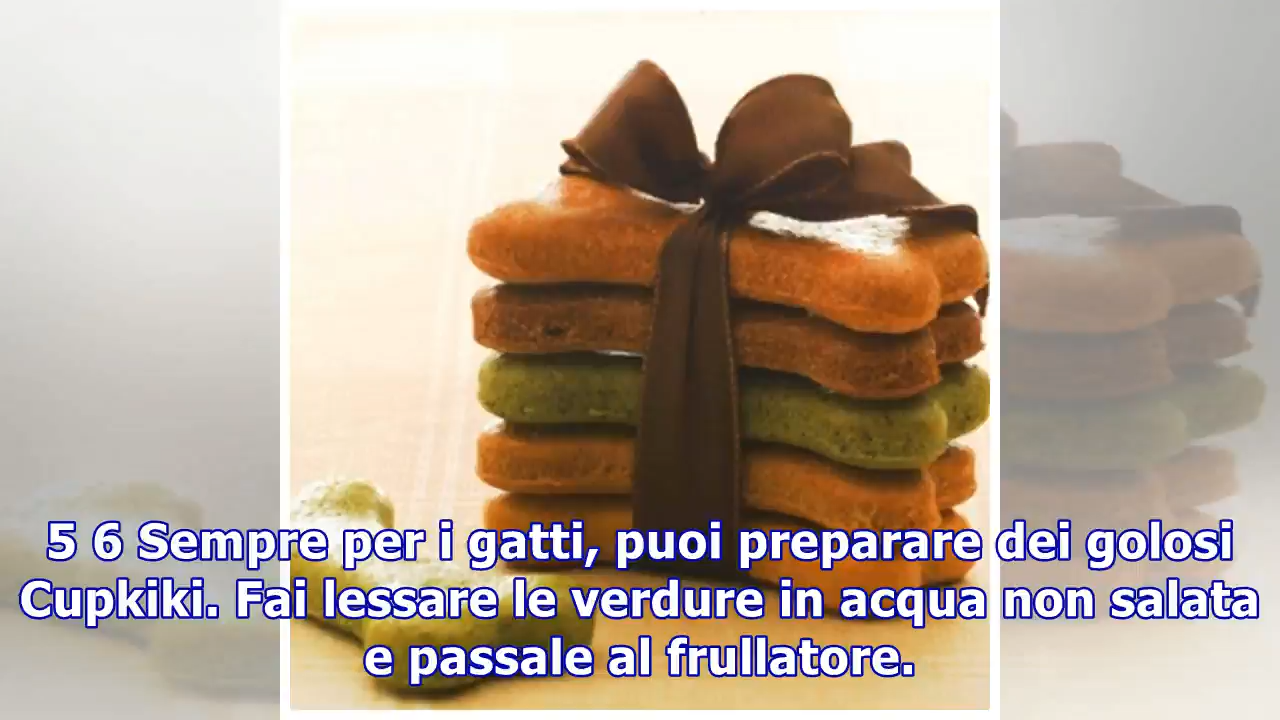 5 6 Sempre per i gatti, puoi preparare dei golosi
Cupkiki. Fai lessare le verdure in acqua non salata
e passale al frullatore.